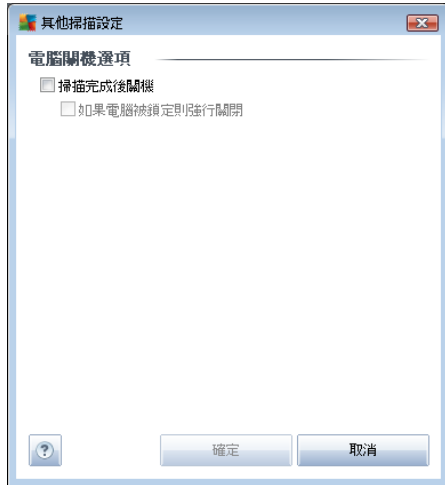 其他掃描設定
電腦關機選項
掃描完成後關機
如果電腦被鎖定則強行關閉
?
確定
取消